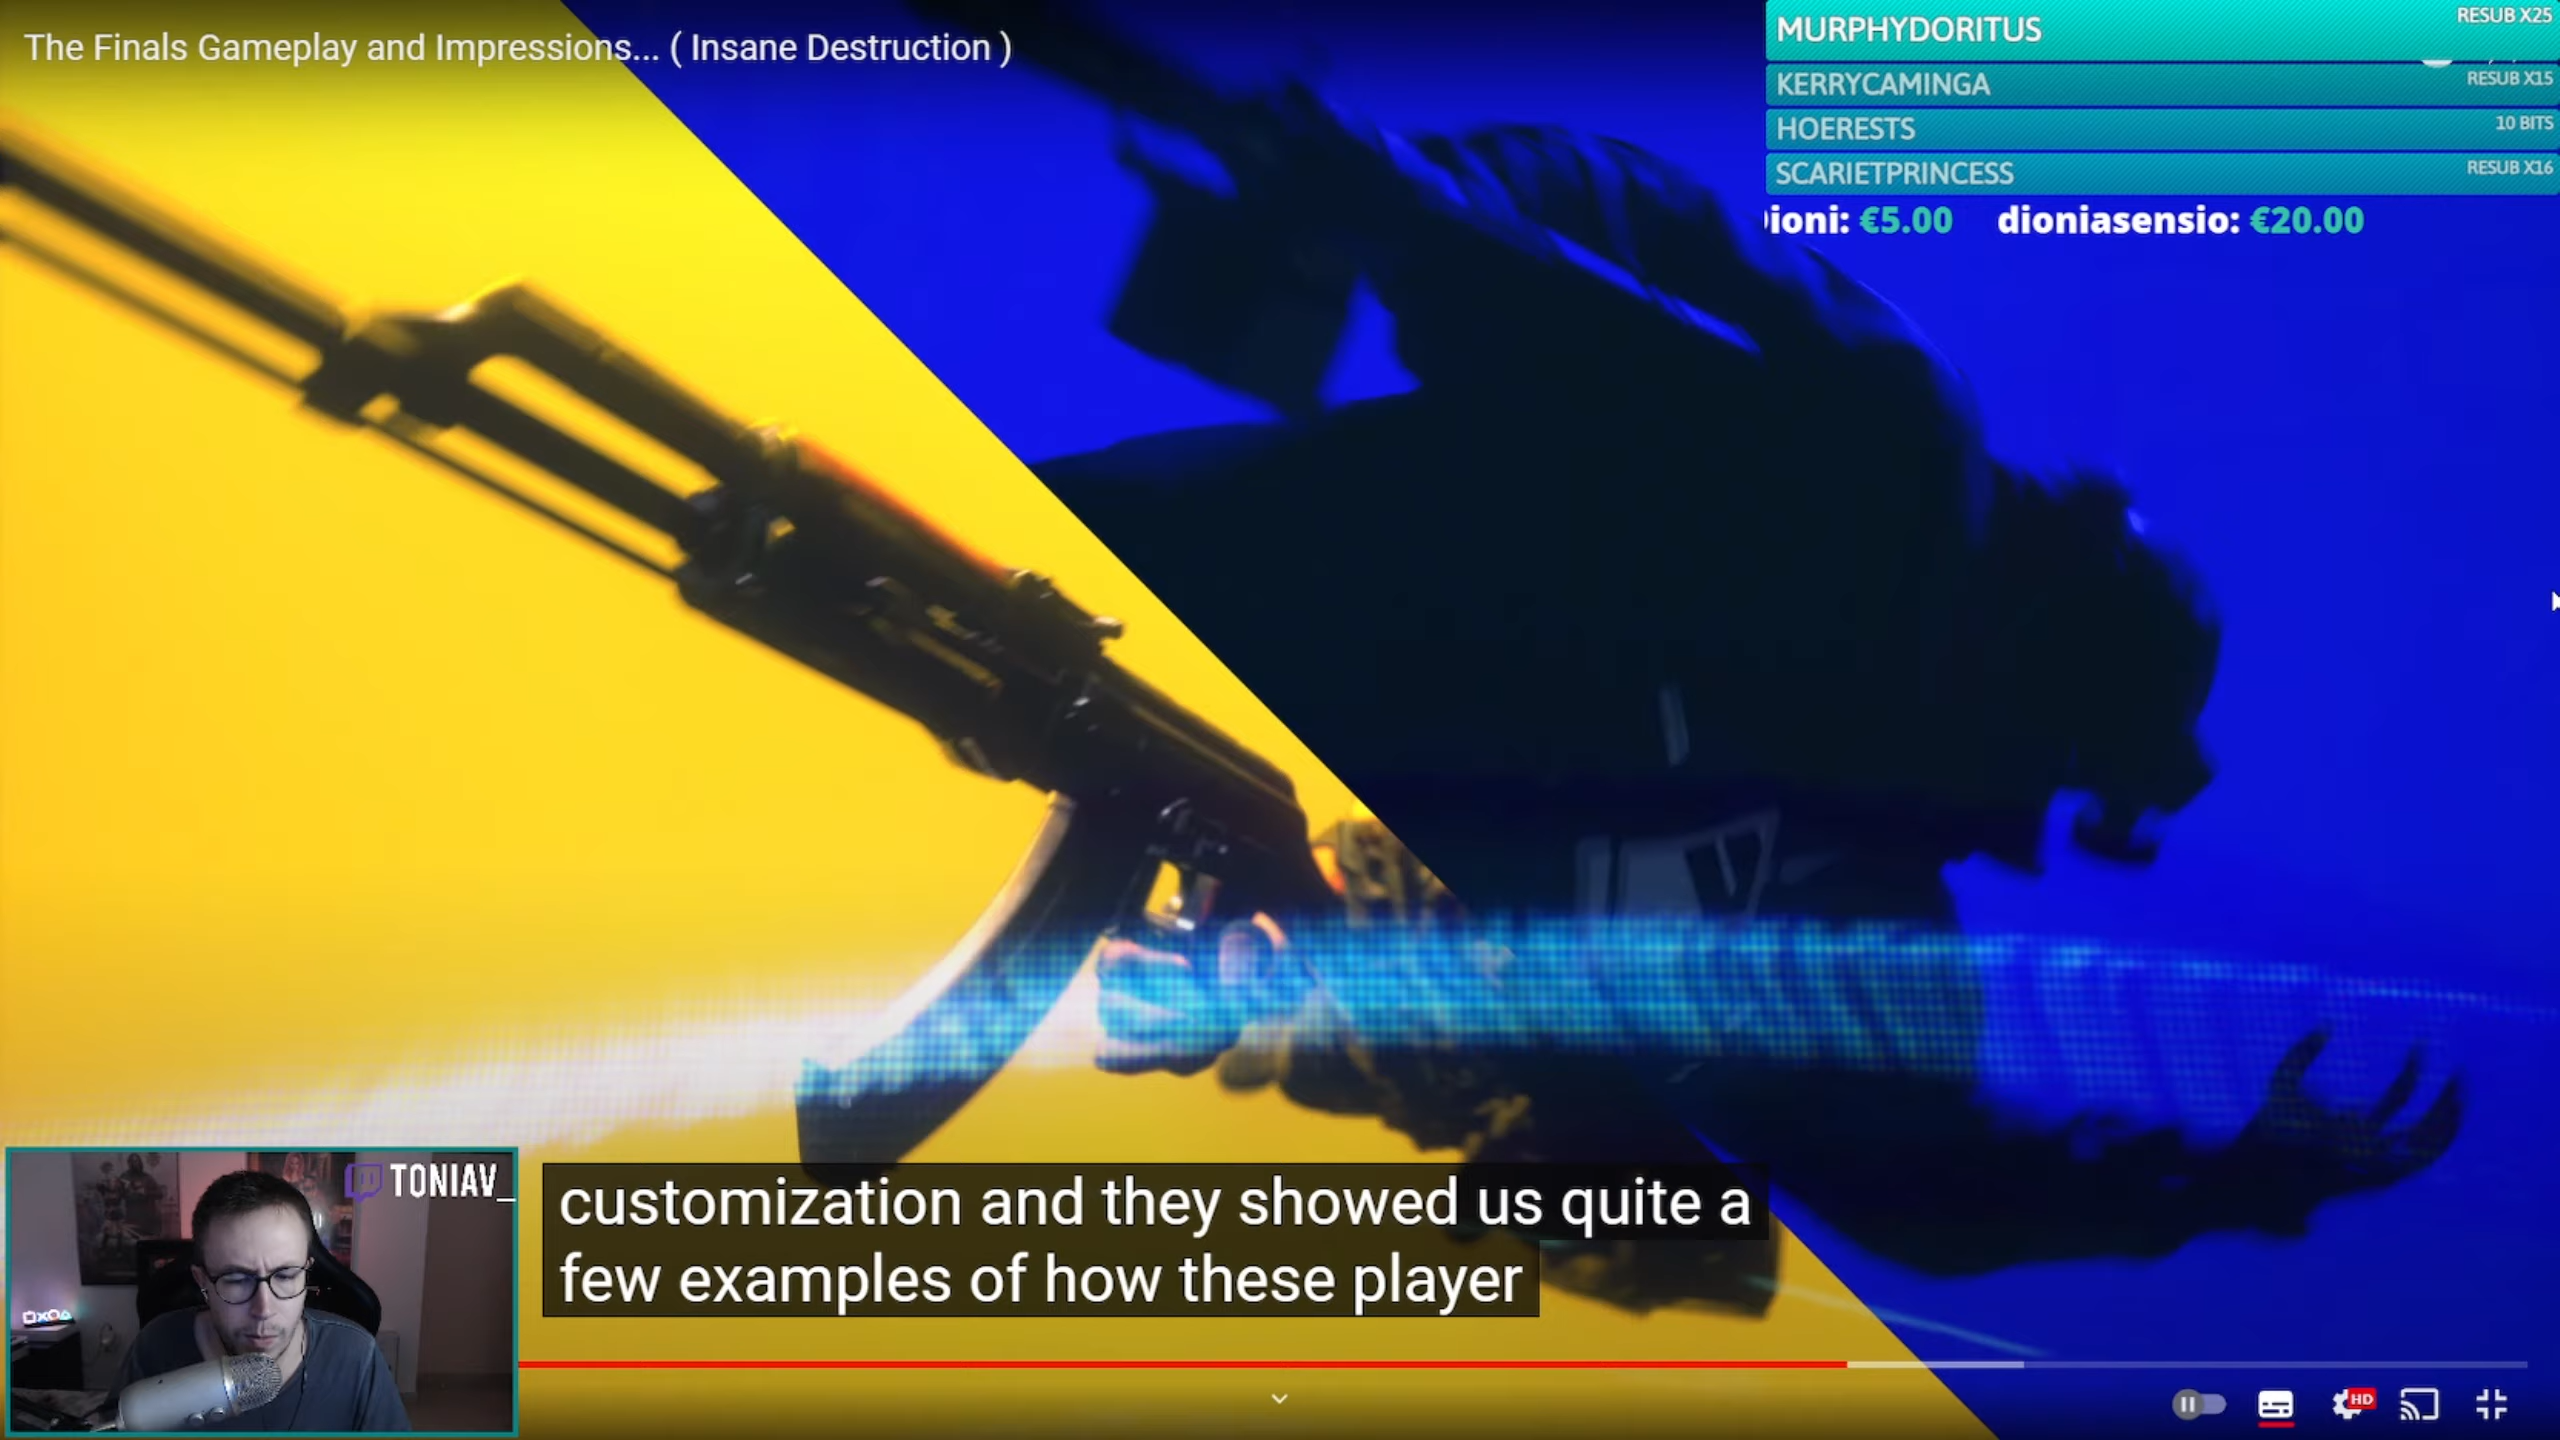 The Finals Gameplay and Impressions... ( Insane Destruction )
MURPHYDORITUS RESUB X25
KERRYCAMINGA RESUB X15
HOERESTS 10 BITS
SCARIETPRINCESS RESUB X16
ioni: €5.00 dioniasensio: €20.00
TONIAV_
customization and they showed us quite a
few examples of how these player
HD